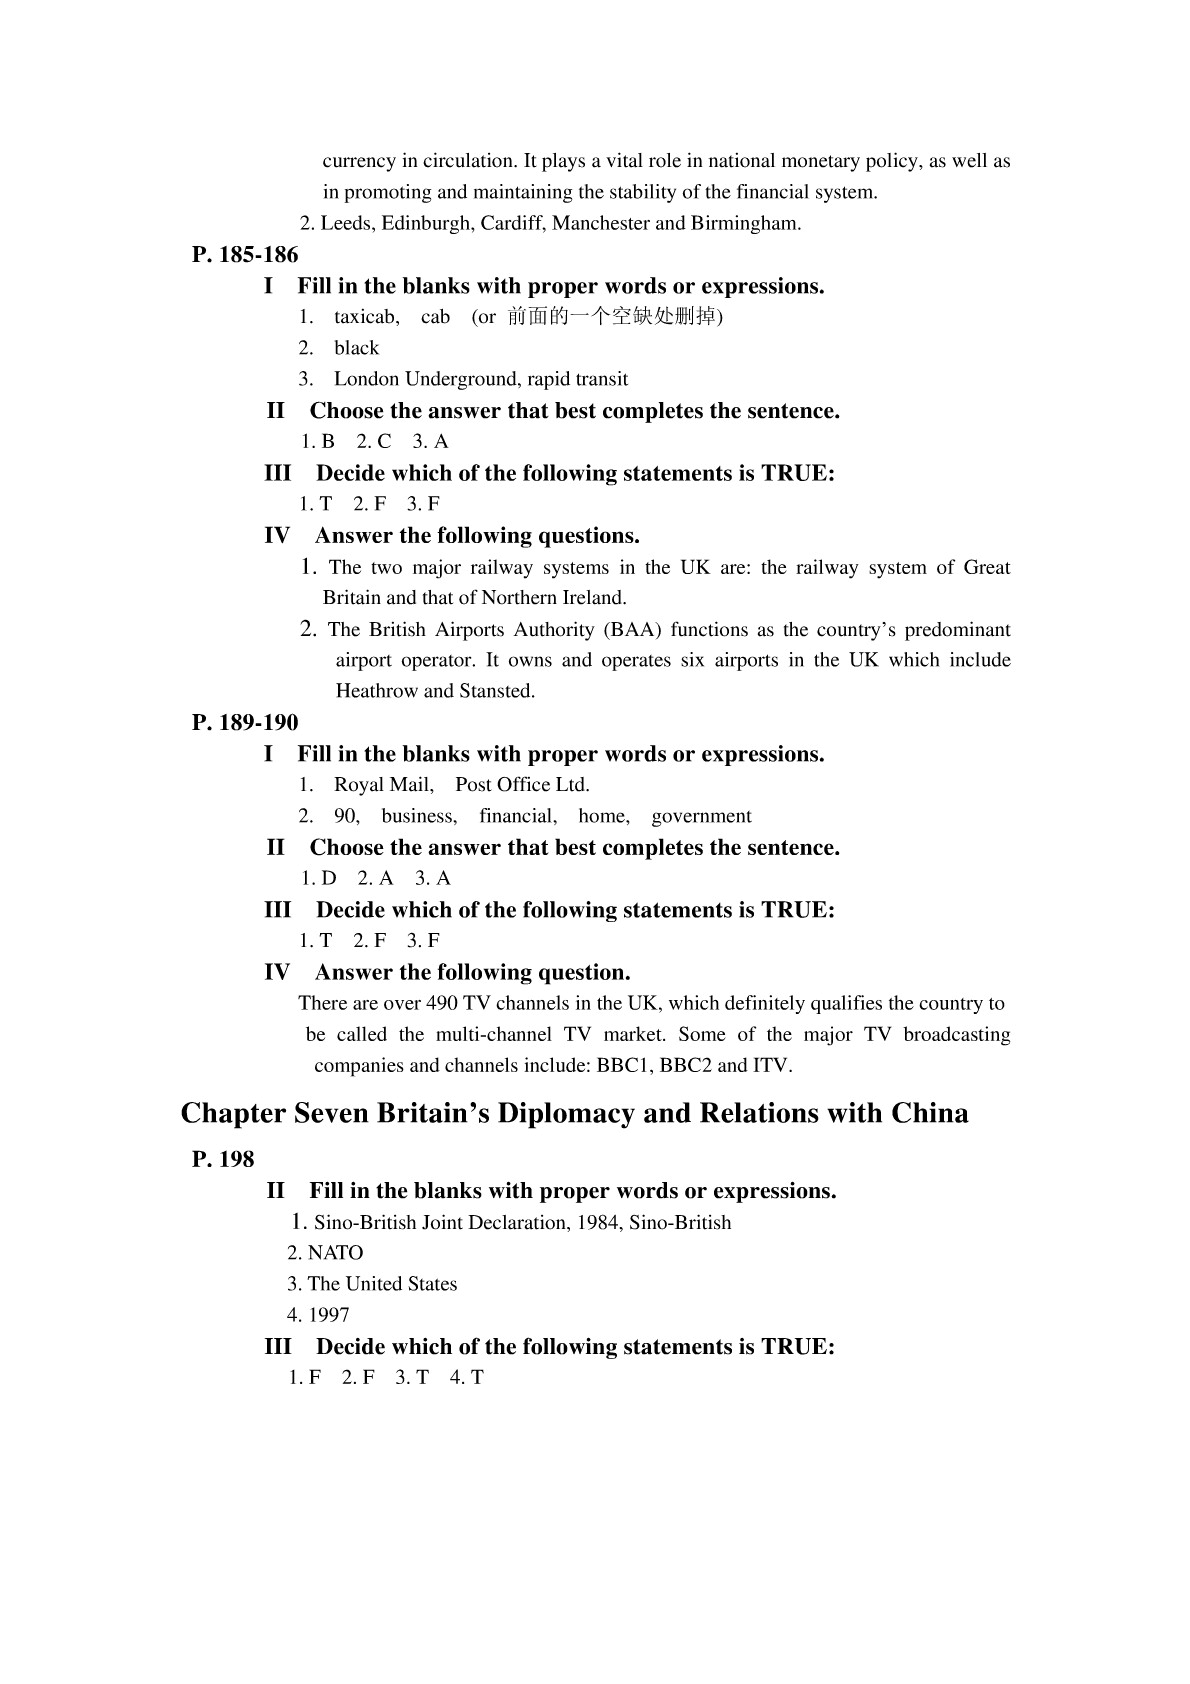 currency in circulation. It plays a vital role in national monetary policy, as well as
in promoting and maintaining the stability of the financial system.
2. Leeds, Edinburgh, Cardiff, Manchester and Birmingham.
P. 185-186
I Fill in the blanks with proper words or expressions.
1. taxicab, cab (or 前面的一个空缺处删掉)
2. black
3. London Underground, rapid transit
II Choose the answer that best completes the sentence.
1. B 2. C 3. A
III Decide which of the following statements is TRUE:
1. T 2. F 3. F
IV Answer the following questions.
1. The two major railway systems in the UK are: the railway system of Great
Britain and that of Northern Ireland.
2. The British Airports Authority (BAA) functions as the country’s predominant
airport operator. It owns and operates six airports in the UK which include
Heathrow and Stansted.
P. 189-190
I Fill in the blanks with proper words or expressions.
1. Royal Mail, Post Office Ltd.
2. 90, business, financial, home, government
II Choose the answer that best completes the sentence.
1. D 2. A 3. A
III Decide which of the following statements is TRUE:
1. T 2. F 3. F
IV Answer the following question.
There are over 490 TV channels in the UK, which definitely qualifies the country to
be called the multi-channel TV market. Some of the major TV broadcasting
companies and channels include: BBC1, BBC2 and ITV.
Chapter Seven Britain’s Diplomacy and Relations with China
P. 198
II Fill in the blanks with proper words or expressions.
1. Sino-British Joint Declaration, 1984, Sino-British
2. NATO
3. The United States
4. 1997
III Decide which of the following statements is TRUE:
1. F 2. F 3. T 4. T